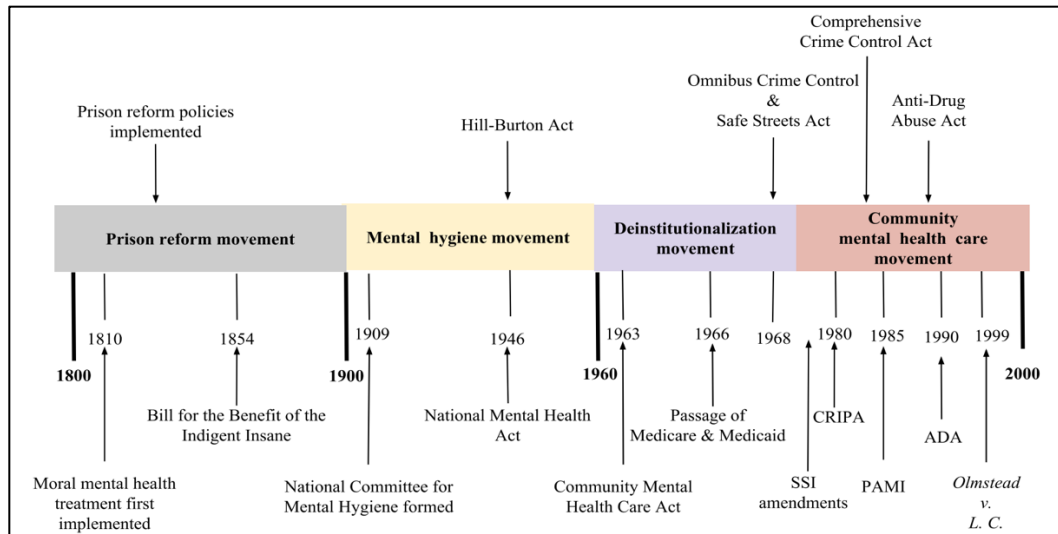 Comprehensive
Crime Control Act
Omnibus Crime Control
&
Safe Streets Act
Anti-Drug
Abuse Act
Prison reform policies
implemented
Hill-Burton Act
Prison reform movement
Mental hygiene movement
Deinstitutionalization
movement
Community
mental health care
movement
1810
1854
1909
1946
1963
1966
1968
1980
1985
1990
1999
1800
1900
1960
2000
Bill for the Benefit of the
Indigent Insane
National Mental Health
Act
Passage of
Medicare & Medicaid
CRIPA
ADA
Moral mental health
treatment first
implemented
National Committee for
Mental Hygiene formed
Community Mental
Health Care Act
SSI
amendments
PAMI
Olmstead
v.
L. C.